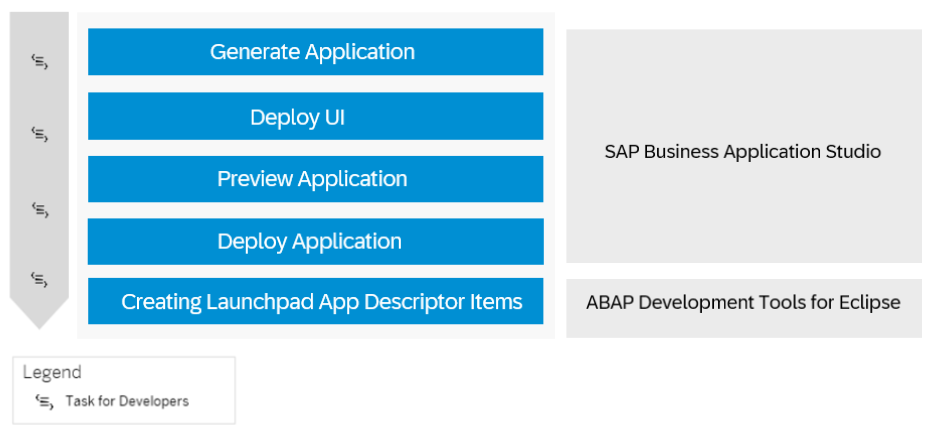 Generate Application
Deploy UI
Preview Application
Deploy Application
Creating Launchpad App Descriptor Items
SAP Business Application Studio
ABAP Development Tools for Eclipse
Legend
Task for Developers